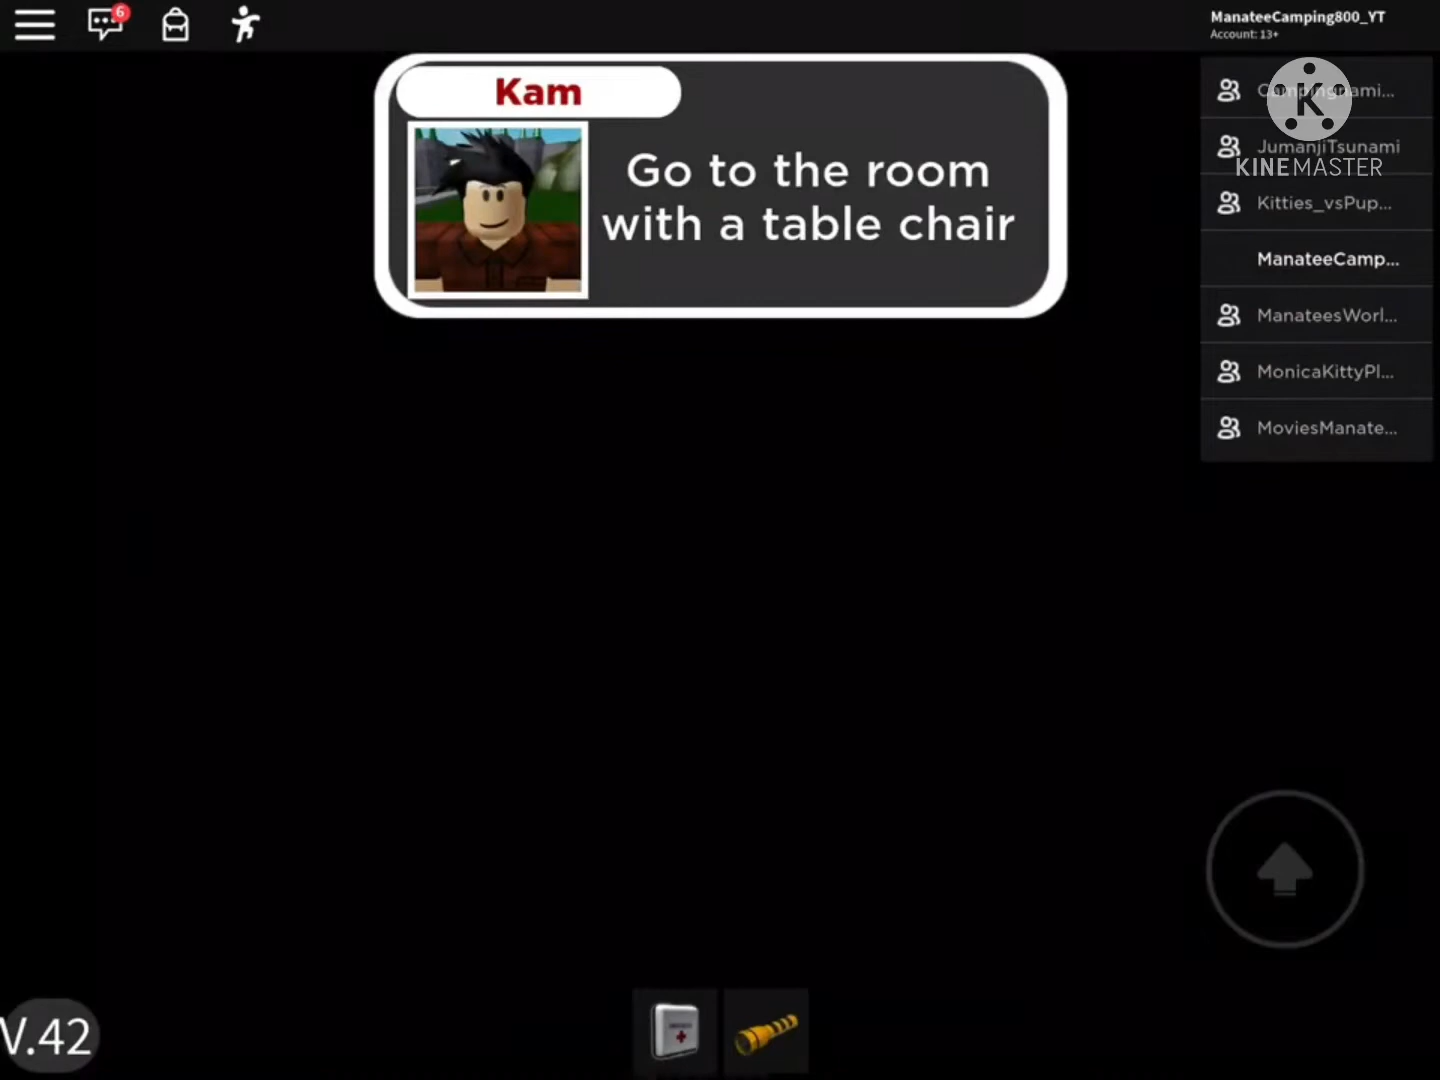 6
ManateeCamping800_YT
Account: 13+
Kam
Go to the room
with a table chair
K
KINEMASTER
JumanjiTsunami
Kitties_vsPup...
ManateeCamp...
ManateesWorl...
MonicaKittyPl...
MoviesManate...
V.42